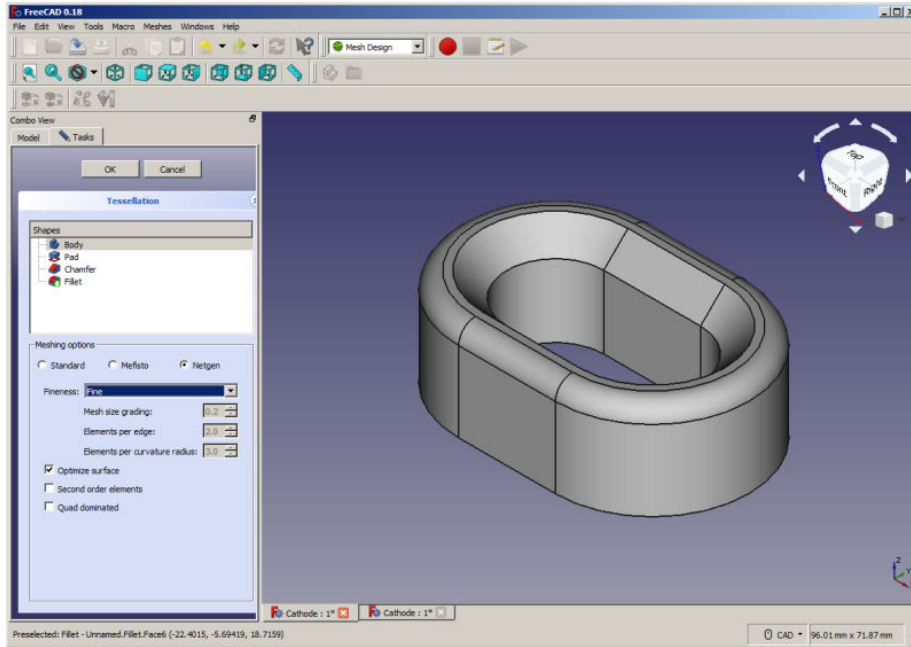 FreeCAD 0.18
File Edit View Tools Macro Meshes Windows Help
Mesh Design
Combo View
Model Tasks
OK Cancel
Tessellation
Shapes
Body
Pad
Chamfer
Fillet
Meshing options
Standard Mefisto Netgen
Fineness: Fine
Mesh size grading: 0.2
Elements per edge: 2.0
Elements per curvature radius: 3.0
Optimize surface
Second order elements
Quad dominated
Top
Front Right
Z
Y
Cathode : 1* Cathode : 1*
Preselected: Fillet - Unnamed.Fillet.Face6 (-22.4015, -5.69419, 18.7159) CAD 96.01 mm x 71.87 mm